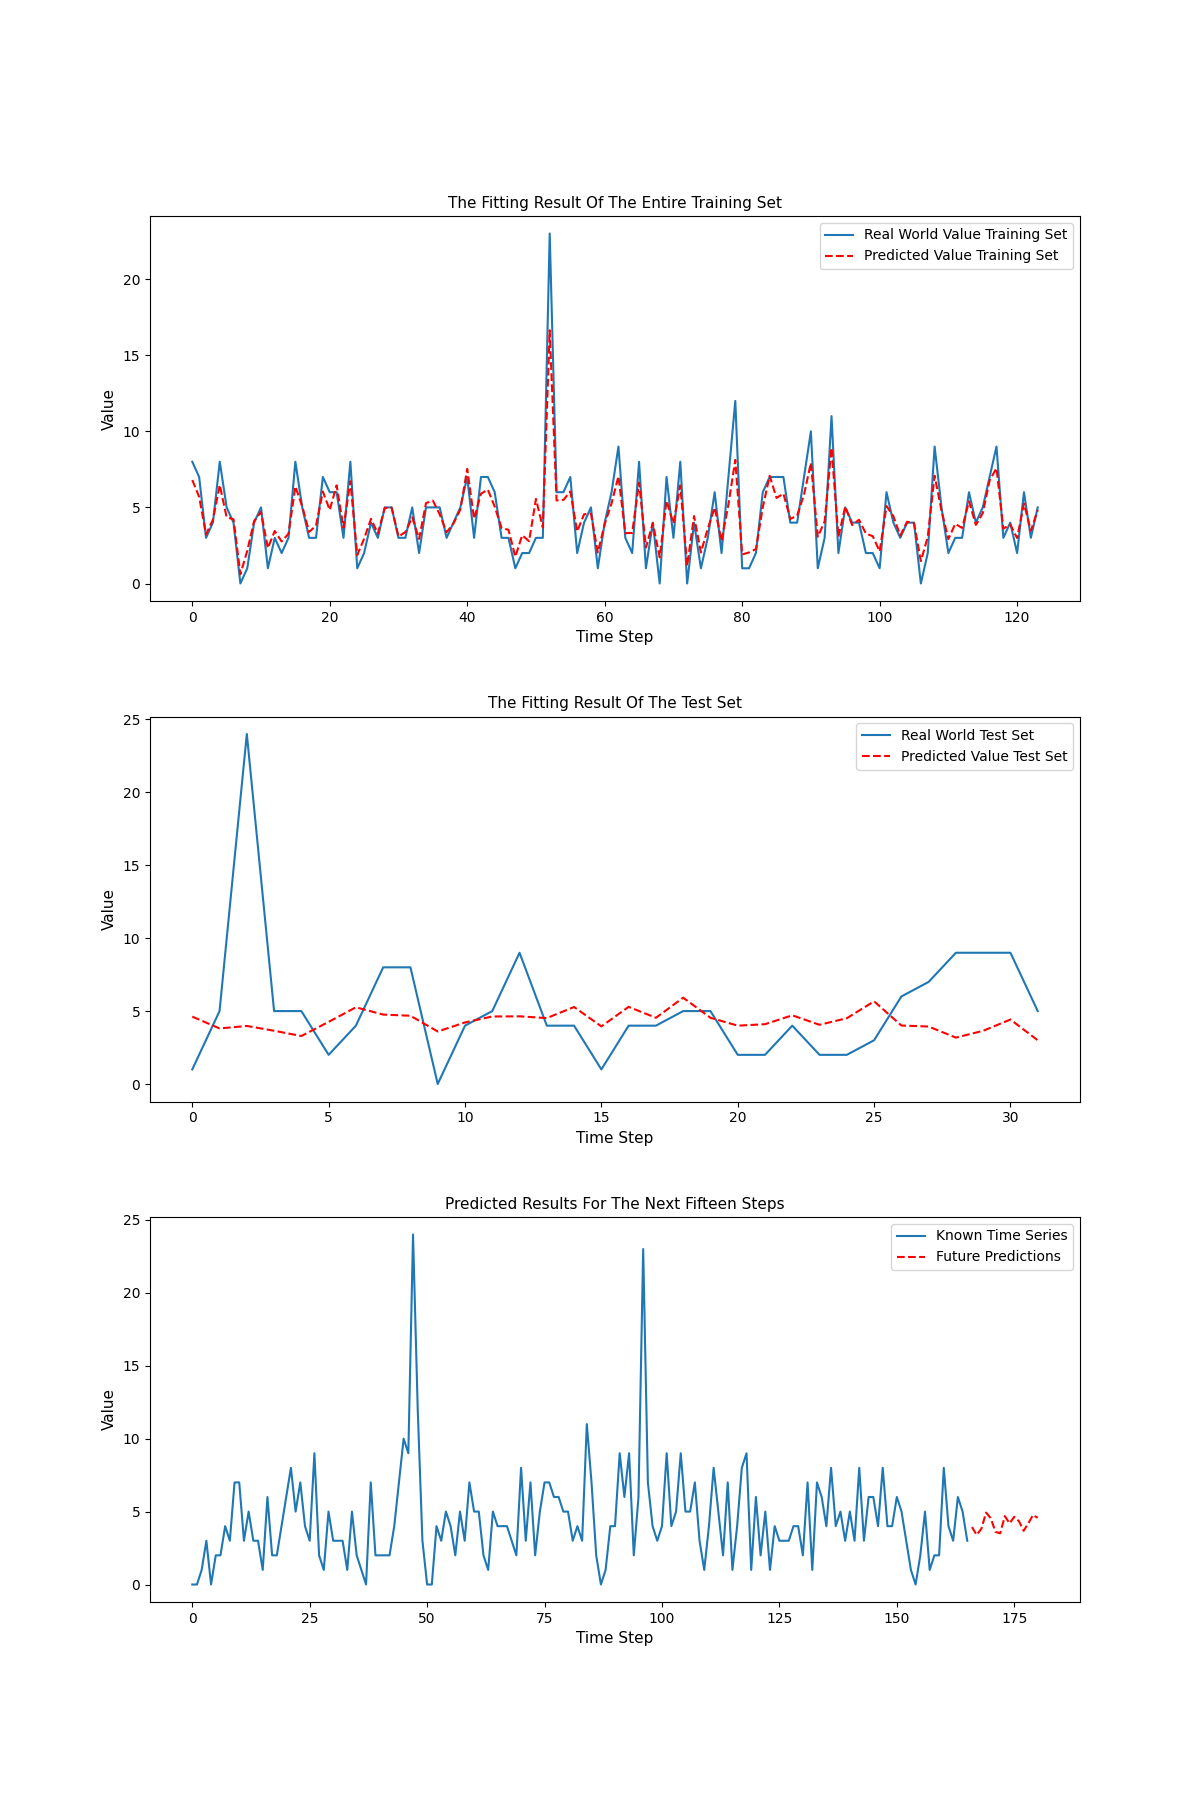 The Fitting Result Of The Entire Training Set
Real World Value Training Set
Predicted Value Training Set
Value
20
15
10
5
0
0 20 40 60 80 100 120
Time Step
The Fitting Result Of The Test Set
Real World Test Set
Predicted Value Test Set
Value
25
20
15
10
5
0
0 5 10 15 20 25 30
Time Step
Predicted Results For The Next Fifteen Steps
Known Time Series
Future Predictions
Value
25
20
15
10
5
0
0 25 50 75 100 125 150 175
Time Step